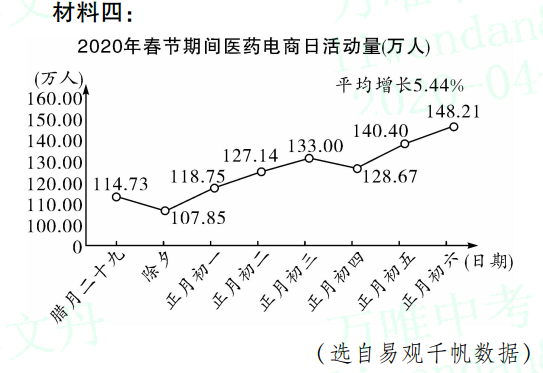 材料四：
2020年春节期间医药电商日活动量(万人)
(万人)
平均增长5.44%
160.00
150.00
140.00
130.00
120.00
110.00
100.00
0
114.73
107.85
118.75
127.14
133.00
128.67
140.40
148.21
腊月二十九
除夕
正月初一
正月初二
正月初三
正月初四
正月初五
正月初六
(日期)
万唯中考
(选自易观千帆数据)